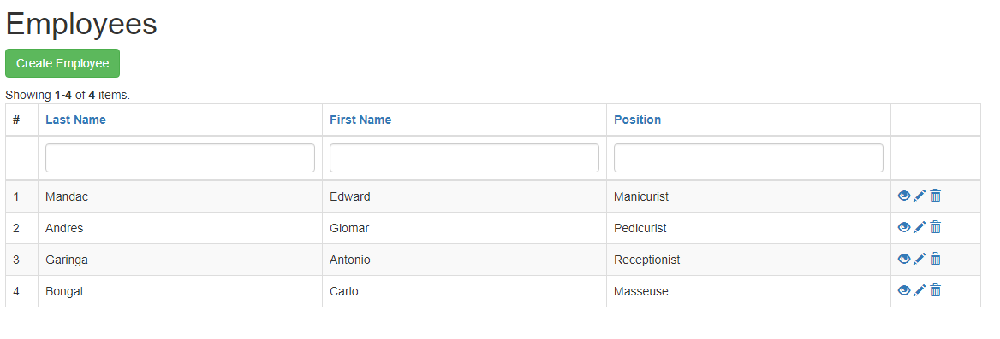 Employees
Create Employee
Showing 1-4 of 4 items.
# Last Name First Name Position
1 Mandac Edward Manicurist
2 Andres Giomar Pedicurist
3 Garinga Antonio Receptionist
4 Bongat Carlo Masseuse